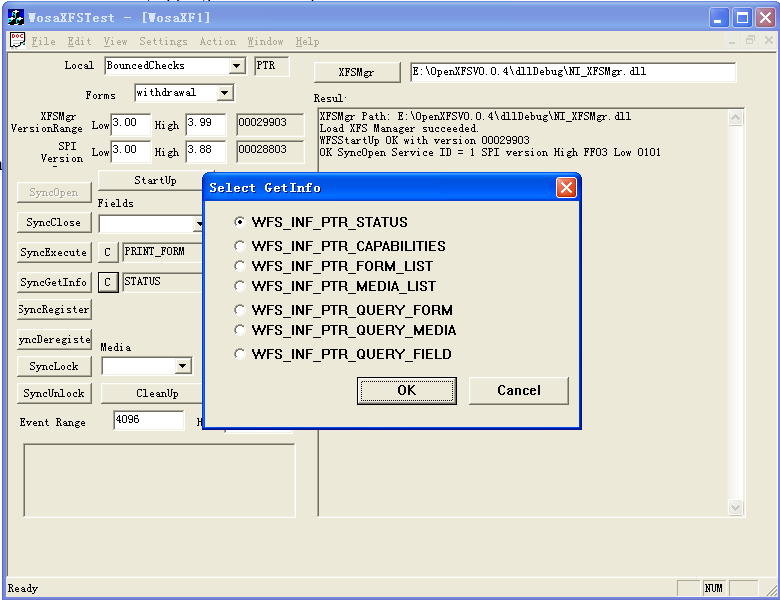 WosaXFSTest - [WosaXF1]
File Edit View Settings Action Window Help
Local BouncedChecks PTR XFSMgr E:\OpenXFSV0.0.4\dllDebug\NI_XFSMgr.dll
Forms withdrawal
Resul
XFSMgr VersionRange Low 3.00 High 3.99 00029903
SPI Version Low 3.00 High 3.88 00028803
XFSMgr Path: E:\OpenXFSV0.0.4\dllDebug\NI_XFSMgr.dll
Load XFS Manager succeeded.
WFSStartUp OK with version 00029903
OK SyncOpen Service ID = 1 SPI version High FF03 Low 0101
SyncOpen StartUp
Fields
SyncClose
SyncExecute C PRINT_FORM
SyncGetInfo C STATUS
SyncRegister
yncDeregiste
Media
SyncLock
SyncUnlock CleanUp
Event Range 4096 H
Select GetInfo
WFS_INF_PTR_STATUS
WFS_INF_PTR_CAPABILITIES
WFS_INF_PTR_FORM_LIST
WFS_INF_PTR_MEDIA_LIST
WFS_INF_PTR_QUERY_FORM
WFS_INF_PTR_QUERY_MEDIA
WFS_INF_PTR_QUERY_FIELD
OK Cancel
Ready NUM